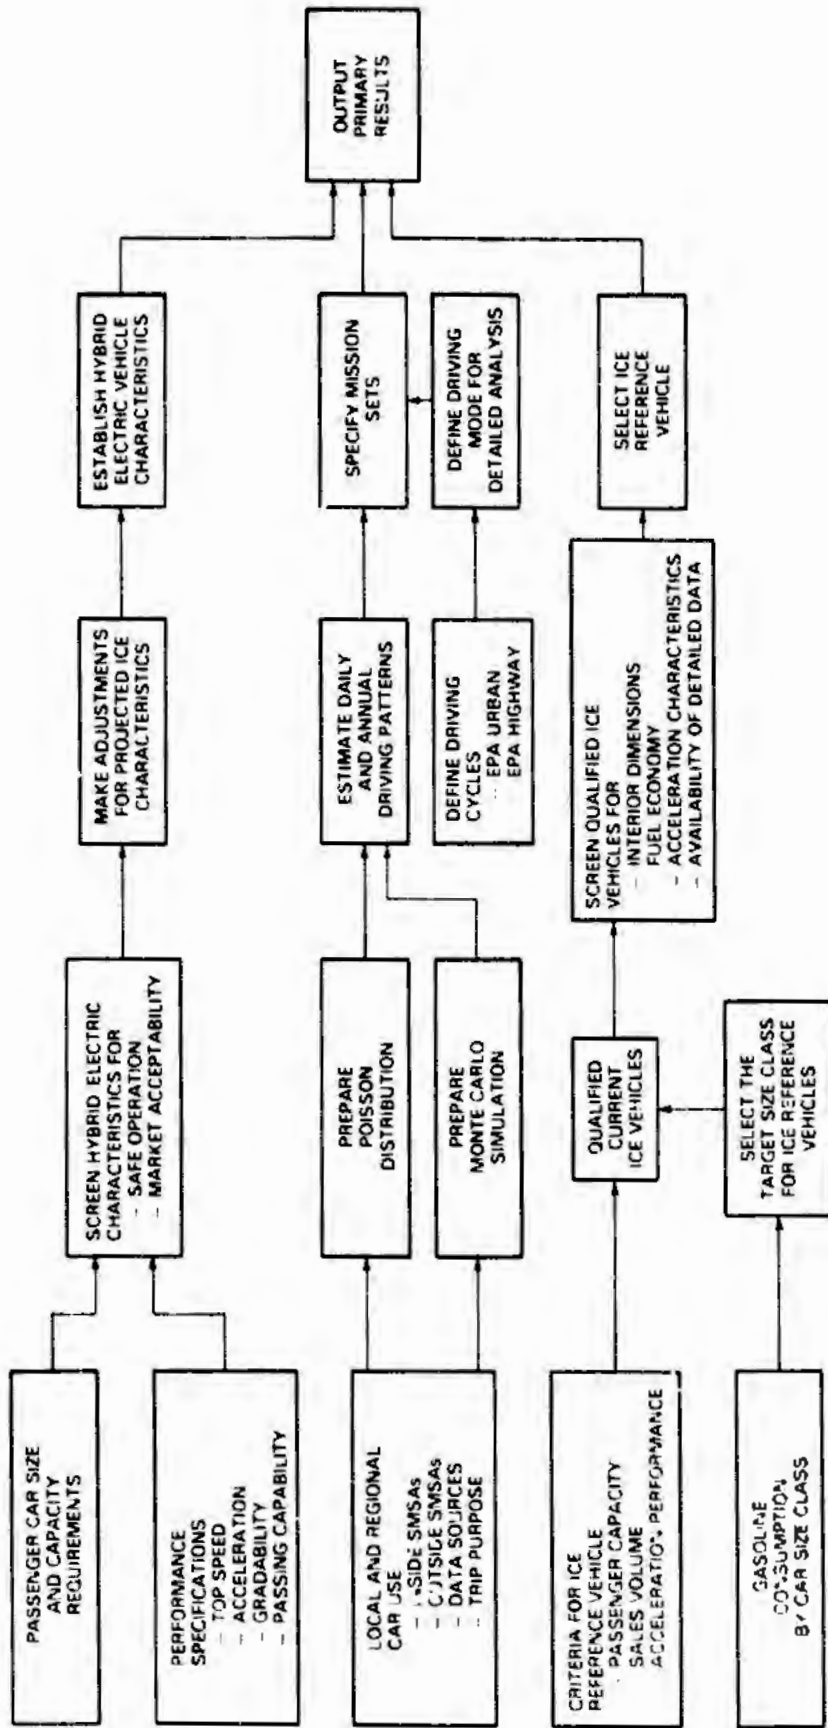 PASSENGER CAR SIZE
AND CAPACITY
REQUIREMENTS
PERFORMANCE
SPECIFICATIONS
– TOP SPEED
– ACCELERATION
– GRADABILITY
– PASSING CAPABILITY
SCREEN HYBRID ELECTRIC
CHARACTERISTICS FOR
– SAFE OPERATION
– MARKET ACCEPTABILITY
MAKE ADJUSTMENTS
FOR PROJECTED ICE
CHARACTERISTICS
ESTABLISH HYBRID
ELECTRIC VEHICLE
CHARACTERISTICS
LOCAL AND REGIONAL
CAR USE
– INSIDE SMSAs
– OUTSIDE SMSAs
– DATA SOURCES
– TRIP PURPOSE
PREPARE
POISSON
DISTRIBUTION
PREPARE
MONTE CARLO
SIMULATION
ESTIMATE DAILY
AND ANNUAL
DRIVING PATTERNS
DEFINE DRIVING
CYCLES
– EPA URBAN
EPA HIGHWAY
SPECIFY MISSION
SETS
DEFINE DRIVING
MODE FOR
DETAILED ANALYSIS
OUTPUT
PRIMARY
RESULTS
CRITERIA FOR ICE
REFERENCE VEHICLE
– PASSENGER CAPACITY
SALES VOLUME
ACCELERATION PERFORMANCE
GASOLINE
CONSUMPTION
BY CAR SIZE CLASS
QUALIFIED
CURRENT
ICE VEHICLES
SELECT THE
TARGET SIZE CLASS
FOR ICE REFERENCE
VEHICLES
SCREEN QUALIFIED ICE
VEHICLES FOR
– INTERIOR DIMENSIONS
FUEL ECONOMY
– ACCELERATION CHARACTERISTICS
– AVAILABILITY OF DETAILED DATA
SELECT ICE
REFERENCE
VEHICLE